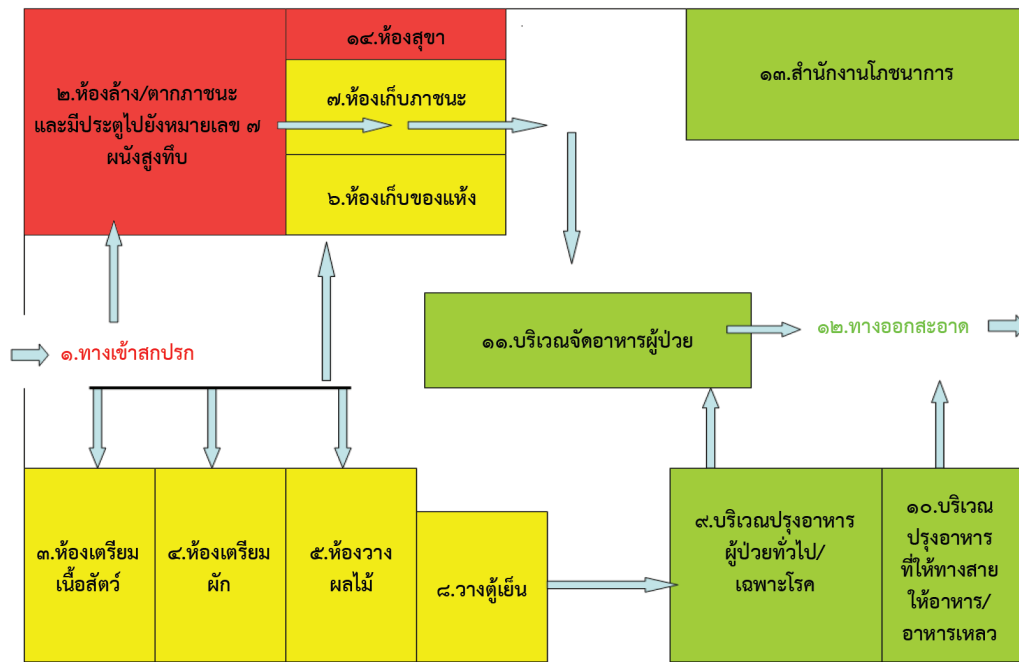 ๑๔.ห้องสุขา
๒.ห้องล้าง/ตากภาชนะ
และมีประตูไปยังหมายเลข ๗
ผนังสูงทึบ
๗.ห้องเก็บภาชนะ
๖.ห้องเก็บของแห้ง
๑๓.สำนักงานโภชนาการ
๑.ทางเข้าสกปรก
๑๑.บริเวณจัดอาหารผู้ป่วย
๑๒.ทางออกสะอาด
๓.ห้องเตรียม
เนื้อสัตว์
๔.ห้องเตรียม
ผัก
๕.ห้องวาง
ผลไม้
๘.วางตู้เย็น
๙.บริเวณปรุงอาหาร
ผู้ป่วยทั่วไป/
เฉพาะโรค
๑๐.บริเวณ
ปรุงอาหาร
ที่ให้ทางสาย
ให้อาหาร/
อาหารเหลว